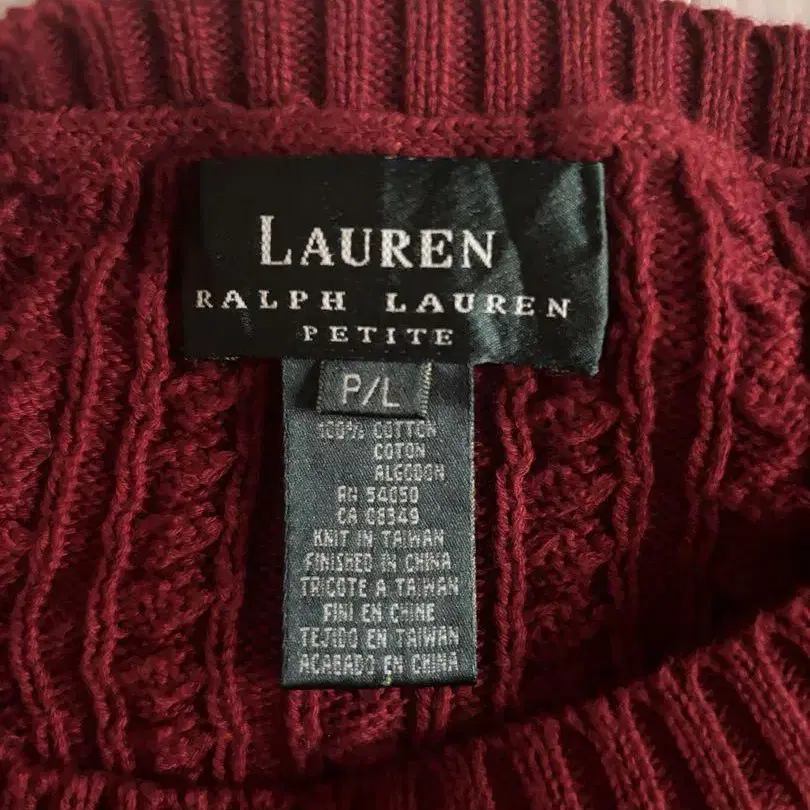 LAUREN
RALPH LAUREN
PETITE
P/L
100% COTTON
COTON
ALGODON
RN 54050
CA 06349
KNIT IN TAIWAN
FINISHED IN CHINA
TRICOTE A TAIWAN
FINI EN CHINE
TEJIDO EN TAIWAN
ACABADO EN CHINA